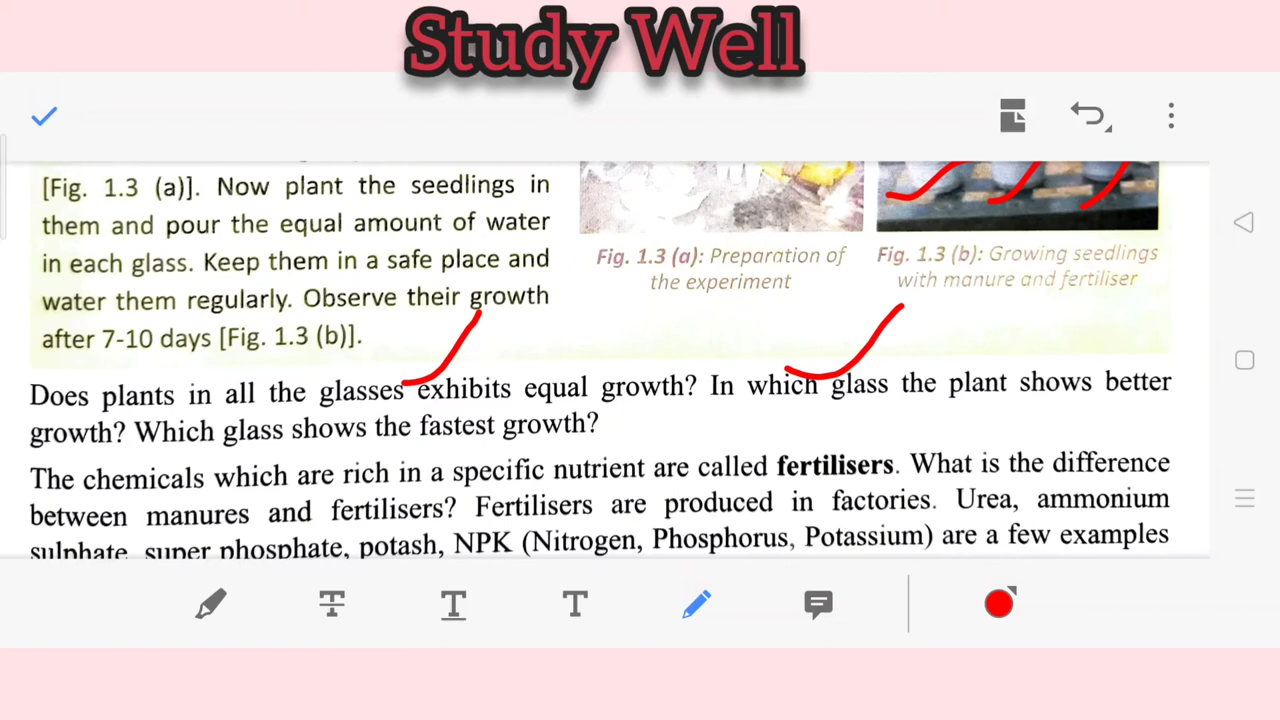 Study Well
[Fig. 1.3 (a)]. Now plant the seedlings in
them and pour the equal amount of water
in each glass. Keep them in a safe place and
water them regularly. Observe their growth
after 7-10 days [Fig. 1.3 (b)].
Fig. 1.3 (a): Preparation of
the experiment
Fig. 1.3 (b): Growing seedlings
with manure and fertiliser
Does plants in all the glasses exhibits equal growth? In which glass the plant shows better
growth? Which glass shows the fastest growth?
The chemicals which are rich in a specific nutrient are called fertilisers. What is the difference
between manures and fertilisers? Fertilisers are produced in factories. Urea, ammonium
sulphate, super phosphate, potash, NPK (Nitrogen, Phosphorus, Potassium) are a few examples